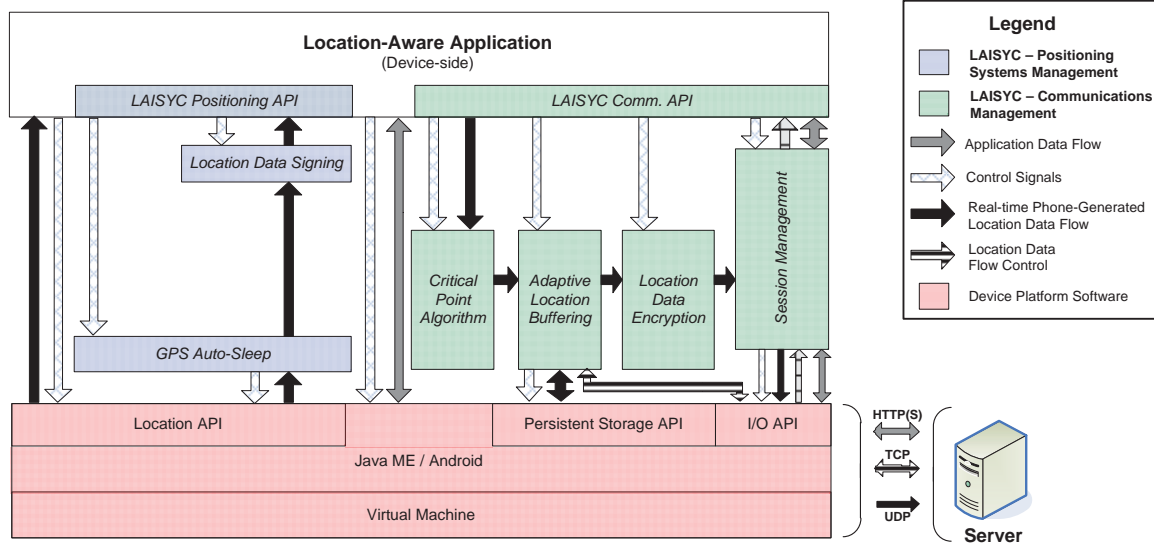 Location-Aware Application
(Device-side)
LAISYC Positioning API
LAISYC Comm. API
Location Data Signing
GPS Auto-Sleep
Critical
Point
Algorithm
Adaptive
Location
Buffering
Location
Data
Encryption
Session Management
Location API
Persistent Storage API
I/O API
Java ME / Android
Virtual Machine
HTTP(S)
TCP
UDP
Server
Legend
LAISYC – Positioning
Systems Management
LAISYC – Communications
Management
Application Data Flow
Control Signals
Real-time Phone-Generated
Location Data Flow
Location Data
Flow Control
Device Platform Software